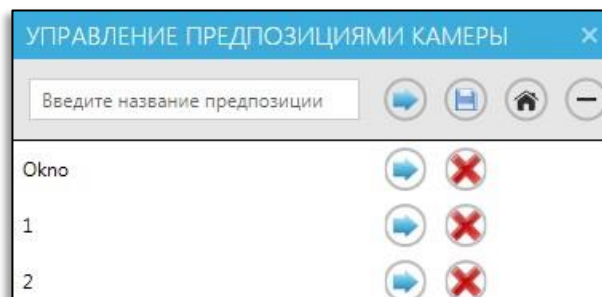 УПРАВЛЕНИЕ ПРЕДПОЗИЦИЯМИ КАМЕРЫ
Введите название предпозиции
Okno
1
2